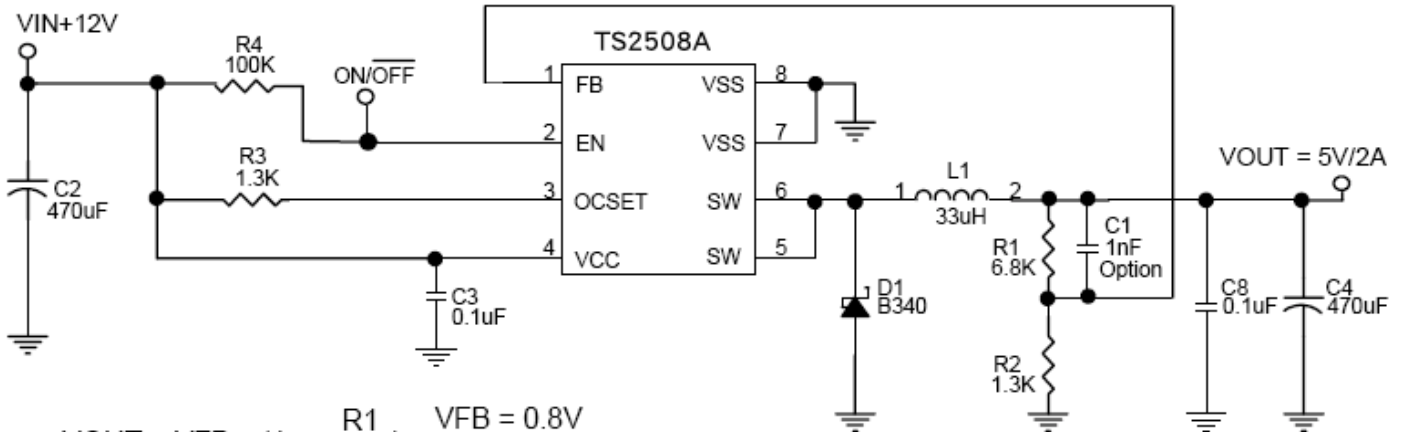 VIN+12V
R4
100K
ON/OFF
TS2508A
1 FB VSS 8
2 EN VSS 7
3 OCSET SW 6
4 VCC SW 5
R3
1.3K
C2
470uF
C3
0.1uF
1 L1 2
33uH
VOUT = 5V/2A
R1
6.8K
C1
1nF
Option
D1
B340
C8
0.1uF
C4
470uF
R2
1.3K
R1
VFB = 0.8V